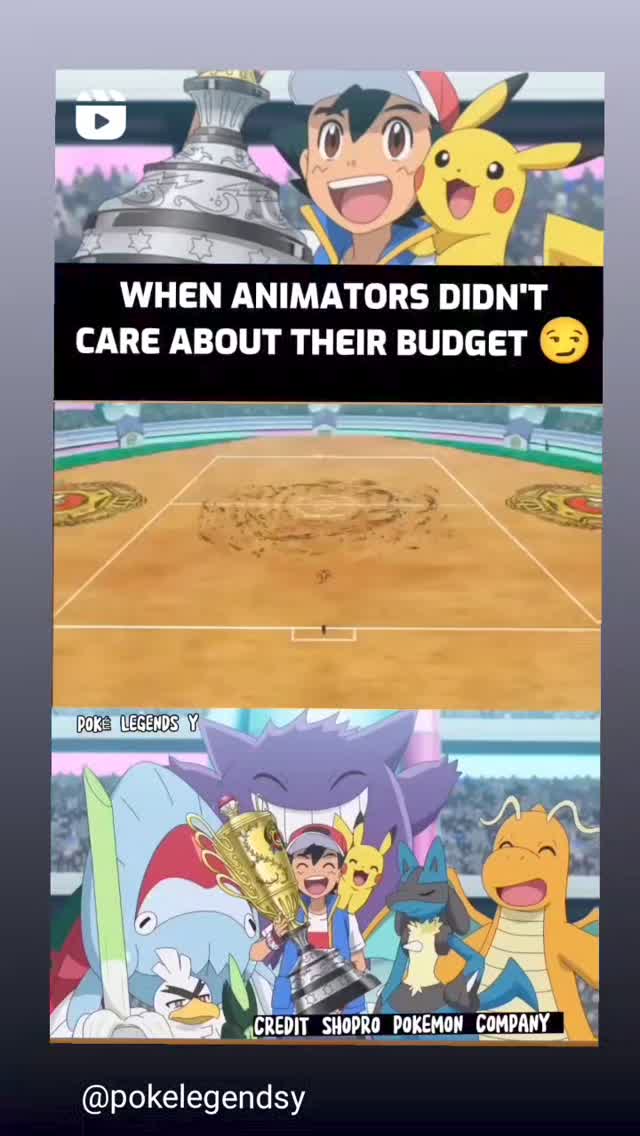 WHEN ANIMATORS DIDN'T
CARE ABOUT THEIR BUDGET 😏
POKÉ LEGENDS Y
CREDIT SHOPRO POKEMON COMPANY
@pokelegendsy